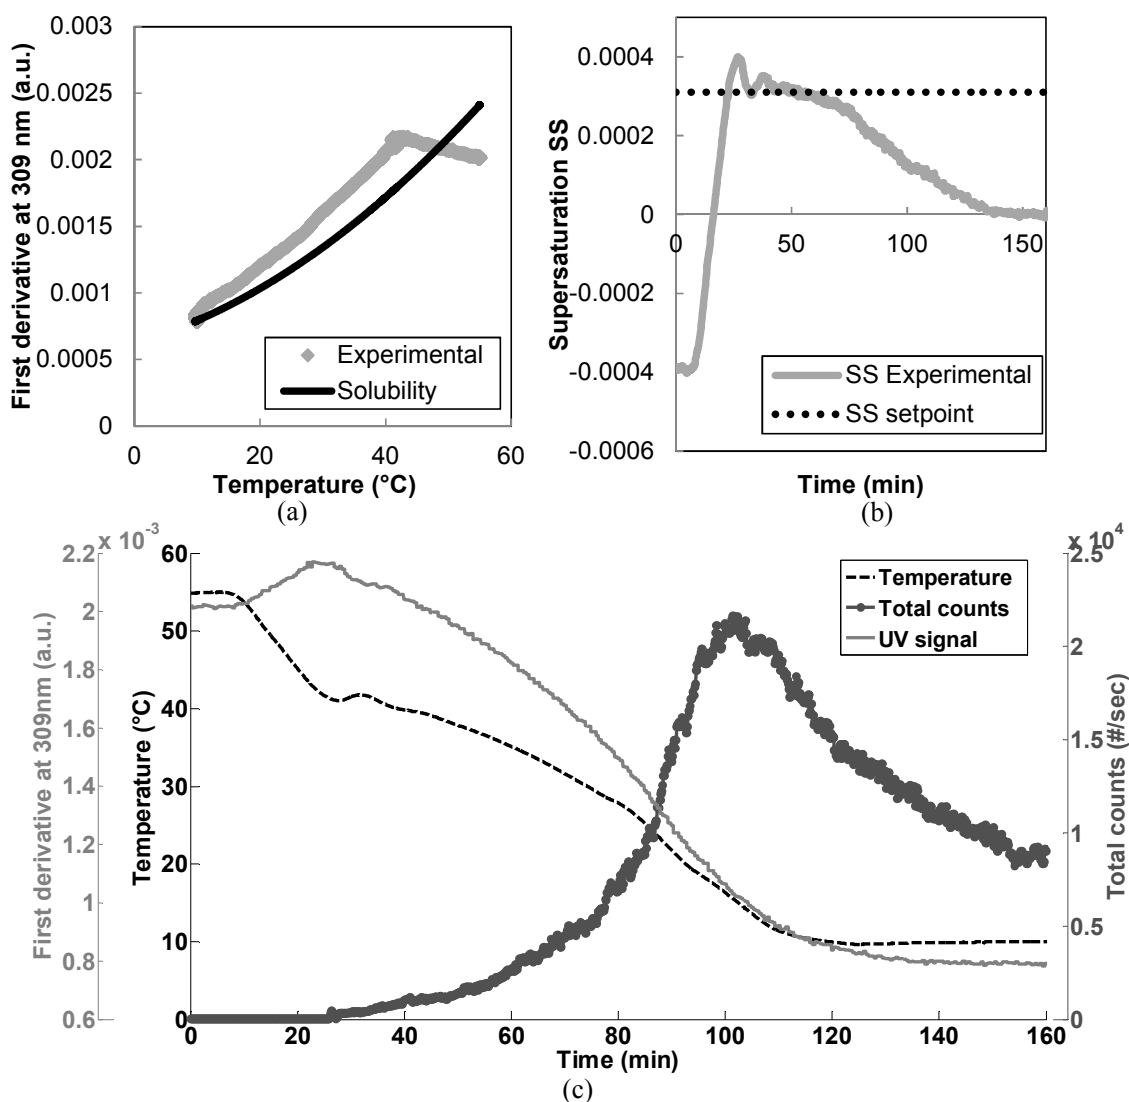 First derivative at 309 nm (a.u.)
0.003
0.0025
0.002
0.0015
0.001
0.0005
0
0
20
40
60
Experimental
Solubility
Temperature (°C)
(a)
Supersaturation SS
0.0004
0.0002
0
-0.0002
-0.0004
-0.0006
0
50
100
150
SS Experimental
SS setpoint
Time (min)
(b)
x 10⁻³
First derivative at 309nm (a.u.)
2.2
2
1.8
1.6
1.4
1.2
1
0.8
0.6
Temperature (°C)
60
50
40
30
20
10
0
Temperature
Total counts
UV signal
x 10⁴
2.5
2
1.5
1
0.5
0
Total counts (#/sec)
0
20
40
60
80
100
120
140
160
Time (min)
(c)